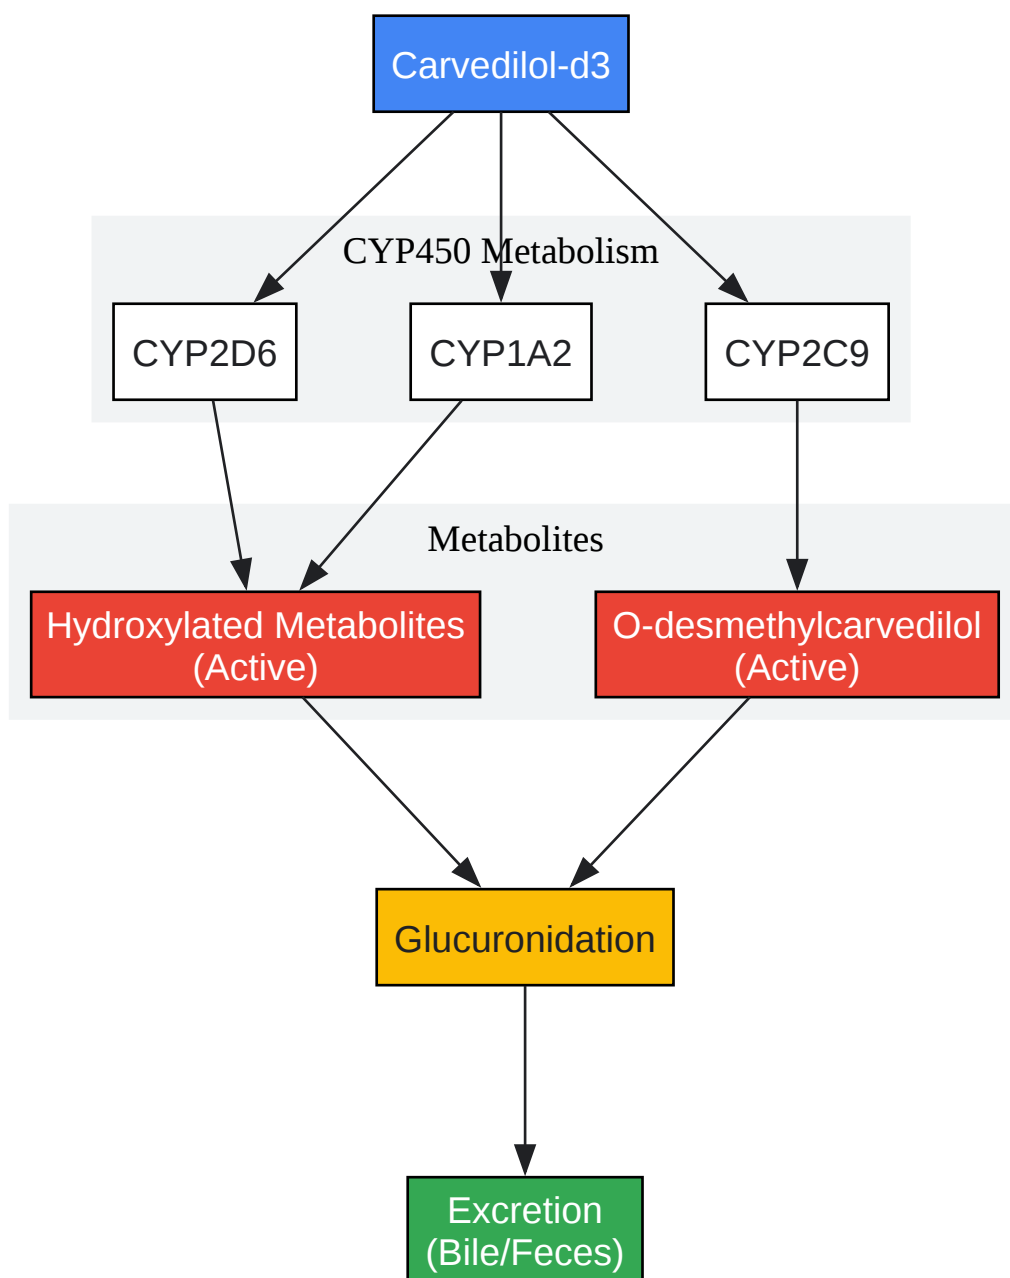 Carvedilol-d3
CYP450 Metabolism
CYP2D6
CYP1A2
CYP2C9
Metabolites
Hydroxylated Metabolites
(Active)
O-desmethylcarvedilol
(Active)
Glucuronidation
Excretion
(Bile/Feces)